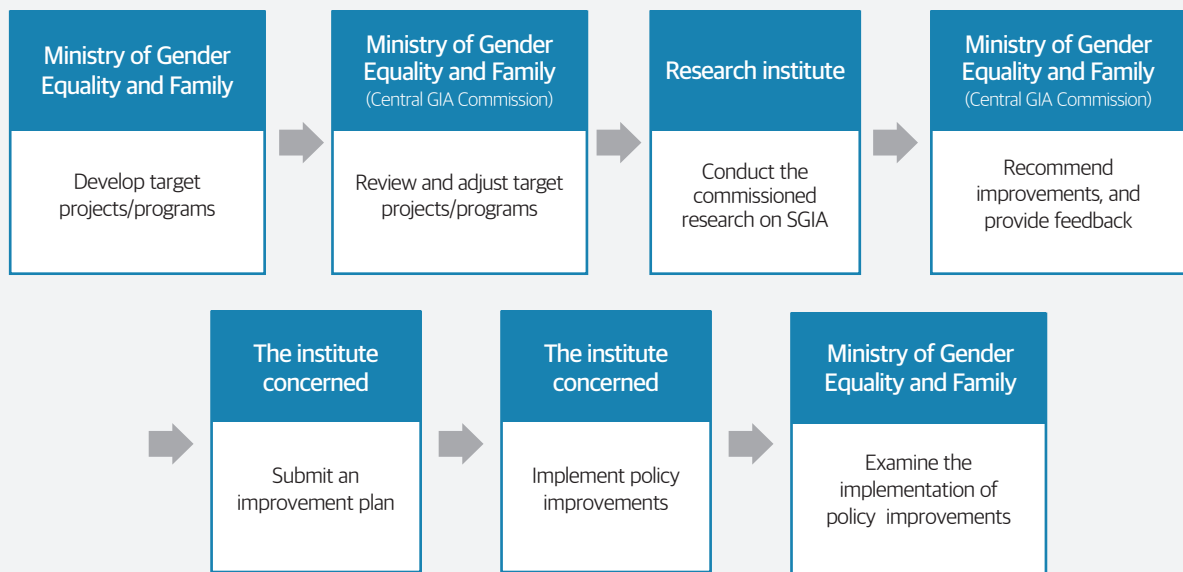 Ministry of Gender
Equality and Family
Develop target
projects/programs
Ministry of Gender
Equality and Family
(Central GIA Commission)
Review and adjust target
projects/programs
Research institute
Conduct the
commissioned
research on SGIA
Ministry of Gender
Equality and Family
(Central GIA Commission)
Recommend
improvements, and
provide feedback
The institute
concerned
Submit an
improvement plan
The institute
concerned
Implement policy
improvements
Ministry of Gender
Equality and Family
Examine the
implementation of
policy improvements